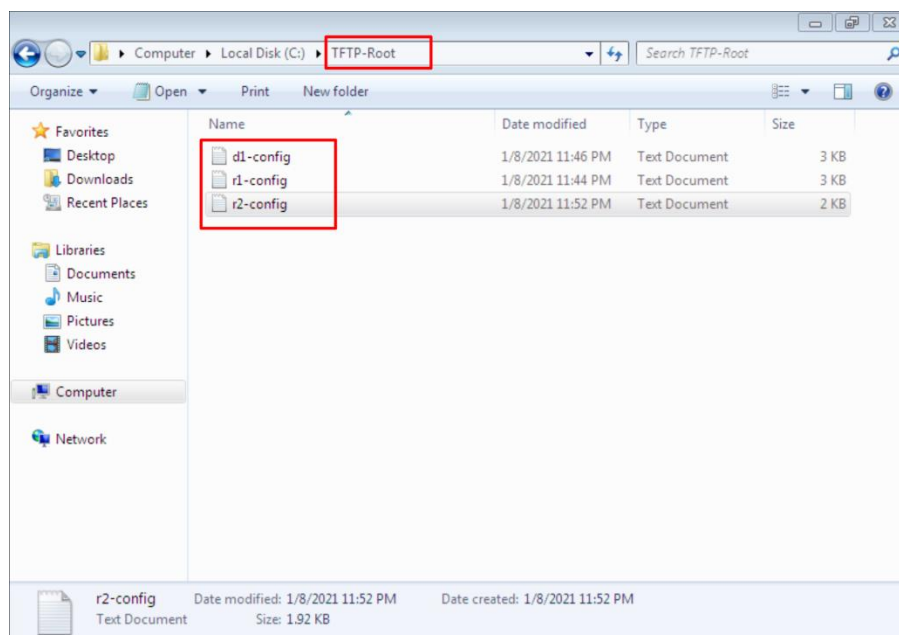 Computer Local Disk (C:) TFTP-Root Search TFTP-Root
Organize Open Print New folder
Name Date modified Type Size
Favorites
Desktop
Downloads
Recent Places
Libraries
Documents
Music
Pictures
Videos
Computer
Network
d1-config 1/8/2021 11:46 PM Text Document 3 KB
r1-config 1/8/2021 11:44 PM Text Document 3 KB
r2-config 1/8/2021 11:52 PM Text Document 2 KB
r2-config Date modified: 1/8/2021 11:52 PM Date created: 1/8/2021 11:52 PM
Text Document Size: 1.92 KB